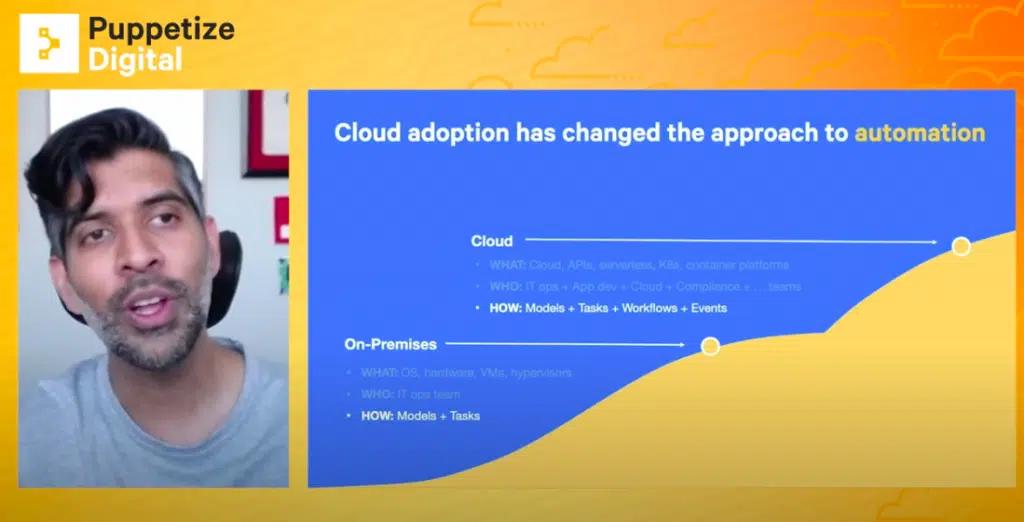 Puppetize
Digital
Cloud adoption has changed the approach to automation
Cloud
• WHAT: Cloud, APIs, serverless, K8s, container platforms
• WHO: IT ops + App dev + Cloud + Compliance + … teams
• HOW: Models + Tasks + Workflows + Events
On-Premises
• WHAT: OS, hardware, VMs, hypervisors
• WHO: IT ops team
• HOW: Models + Tasks